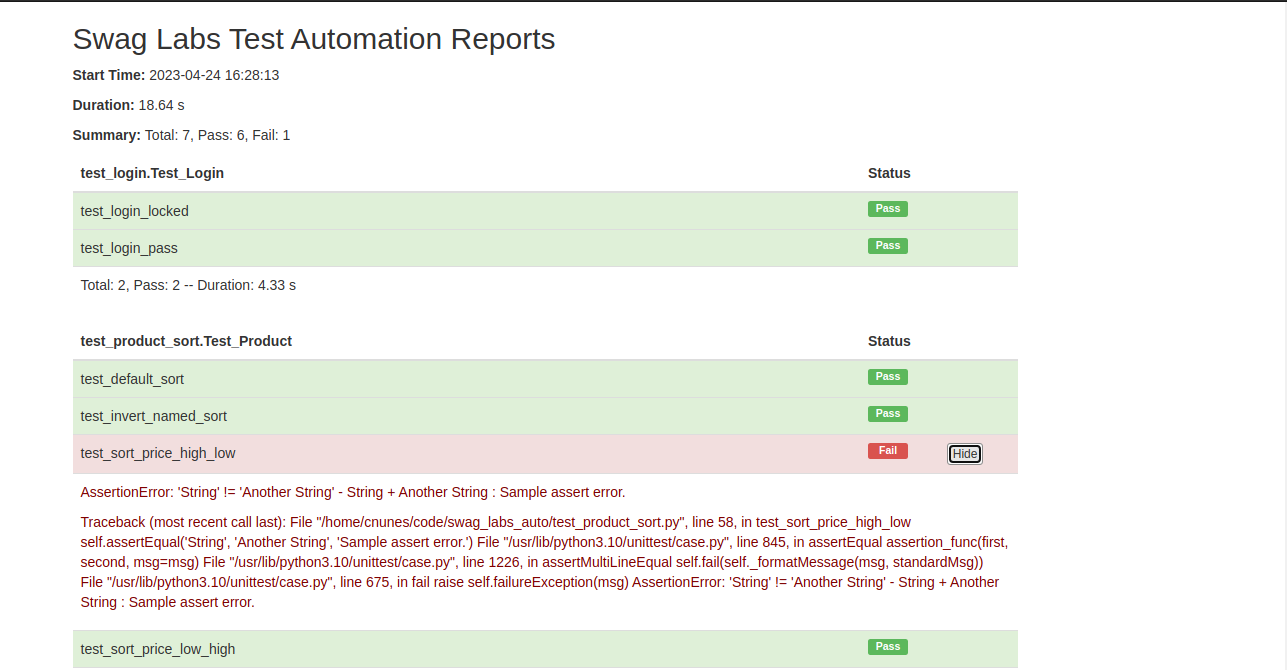 Swag Labs Test Automation Reports
Start Time: 2023-04-24 16:28:13
Duration: 18.64 s
Summary: Total: 7, Pass: 6, Fail: 1
test_login.Test_Login Status
test_login_locked Pass
test_login_pass Pass
Total: 2, Pass: 2 -- Duration: 4.33 s
test_product_sort.Test_Product Status
test_default_sort Pass
test_invert_named_sort Pass
test_sort_price_high_low Fail Hide
AssertionError: 'String' != 'Another String' - String + Another String : Sample assert error.
Traceback (most recent call last): File "/home/cnunes/code/swag_labs_auto/test_product_sort.py", line 58, in test_sort_price_high_low
self.assertEqual('String', 'Another String', 'Sample assert error.') File "/usr/lib/python3.10/unittest/case.py", line 845, in assertEqual assertion_func(first,
second, msg=msg) File "/usr/lib/python3.10/unittest/case.py", line 1226, in assertMultiLineEqual self.fail(self._formatMessage(msg, standardMsg))
File "/usr/lib/python3.10/unittest/case.py", line 675, in fail raise self.failureException(msg) AssertionError: 'String' != 'Another String' - String + Another
String : Sample assert error.
test_sort_price_low_high Pass